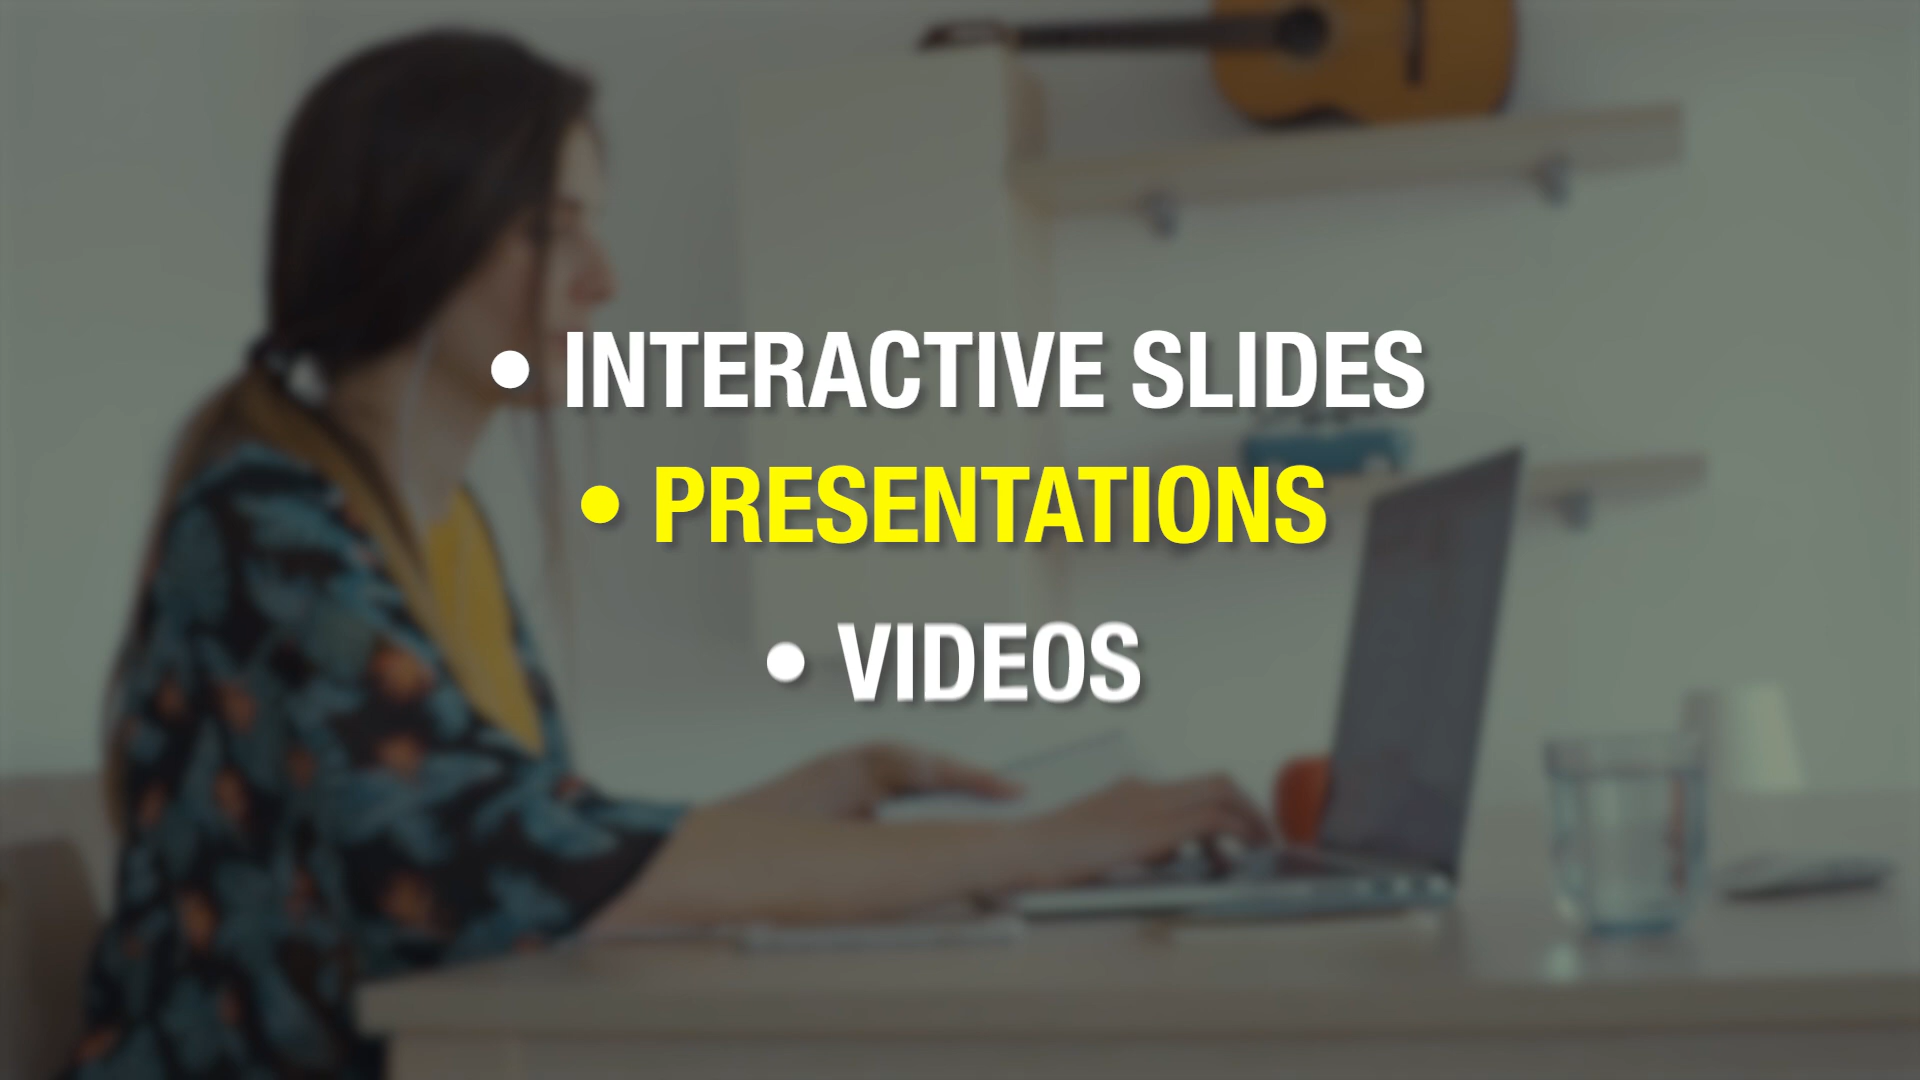 • INTERACTIVE SLIDES
• PRESENTATIONS
• VIDEOS